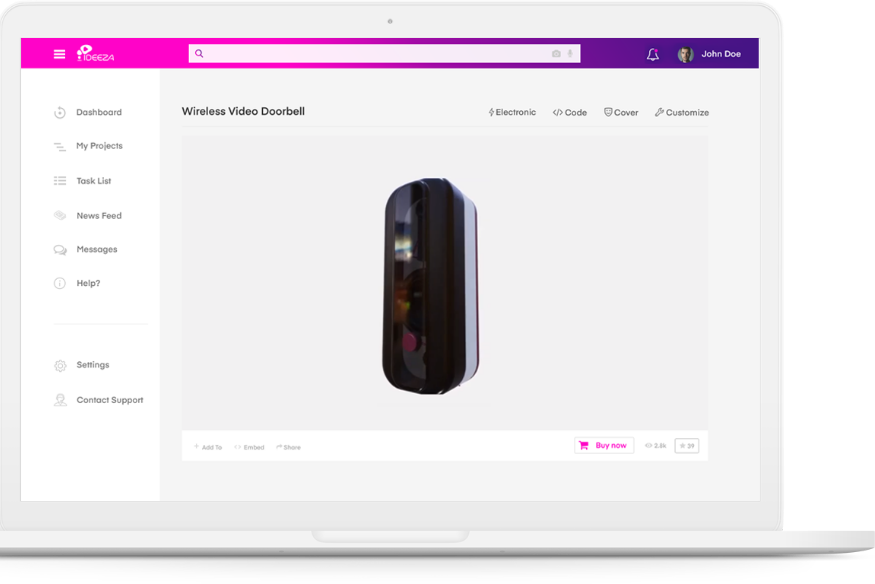 IDEEZA
John Doe
Dashboard
My Projects
Task List
News Feed
Messages
Help?
Settings
Contact Support
Wireless Video Doorbell
Electronic </> Code Cover Customize
+ Add To <> Embed Share
Buy now 2,8k 39